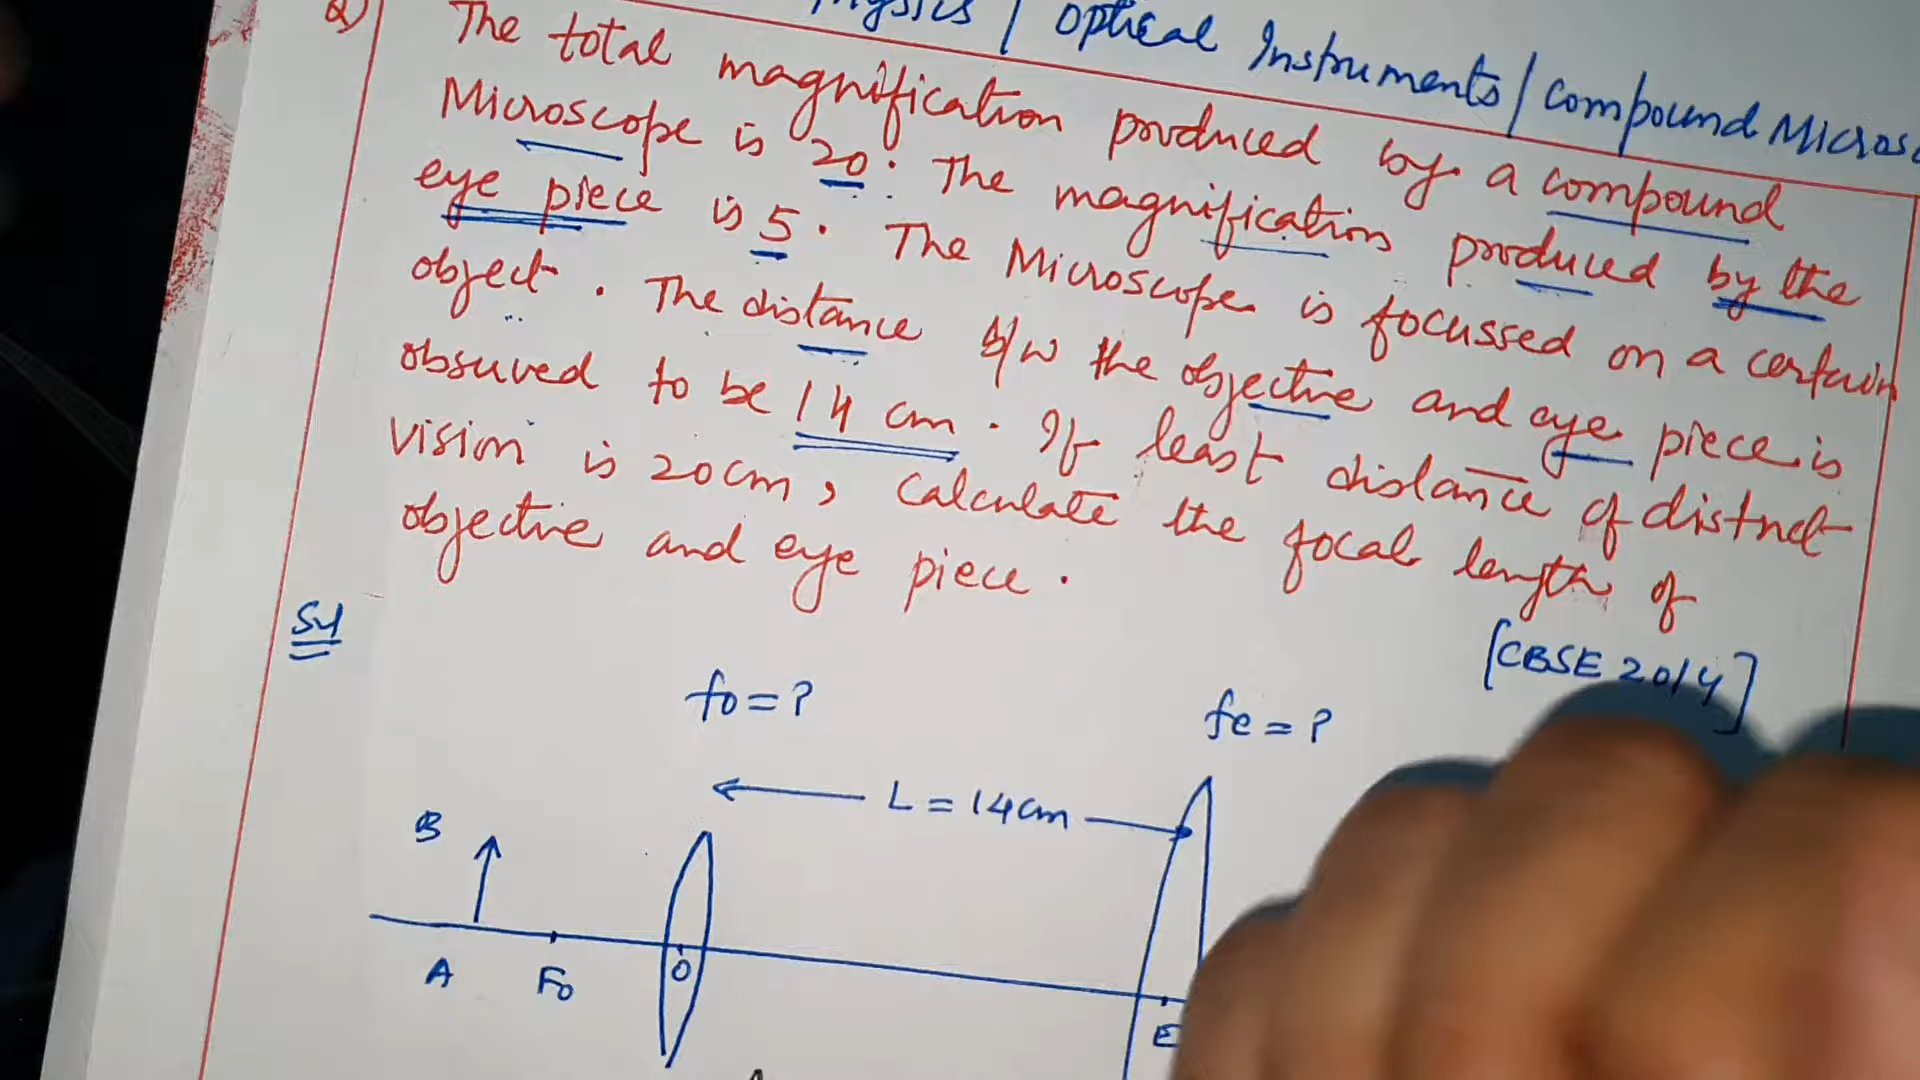 Physics / Optical Instruments / Compound Micros
Q) The total magnification produced by a compound
Microscope is 20. The magnification produced by the
eye piece is 5. The Microscope is focussed on a certain
object. The distance b/w the objective and eye piece is
observed to be 14 cm. If least distance of distnct
vision is 20cm, Calculate the focal length of
objective and eye piece.
[CBSE 2014]
Sol
fo = ?
fe = ?
L = 14cm
B
A
Fo
O
E